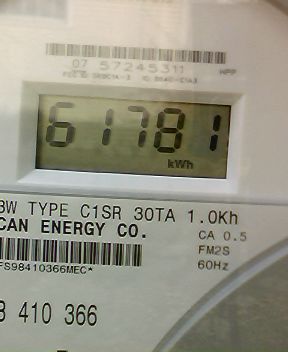 07 57245311
61781
kWh
3W TYPE C1SR 30TA 1.0Kh
CAN ENERGY CO.
CA 0.5
FM2S
FS98410366MEC*
60Hz
410 366